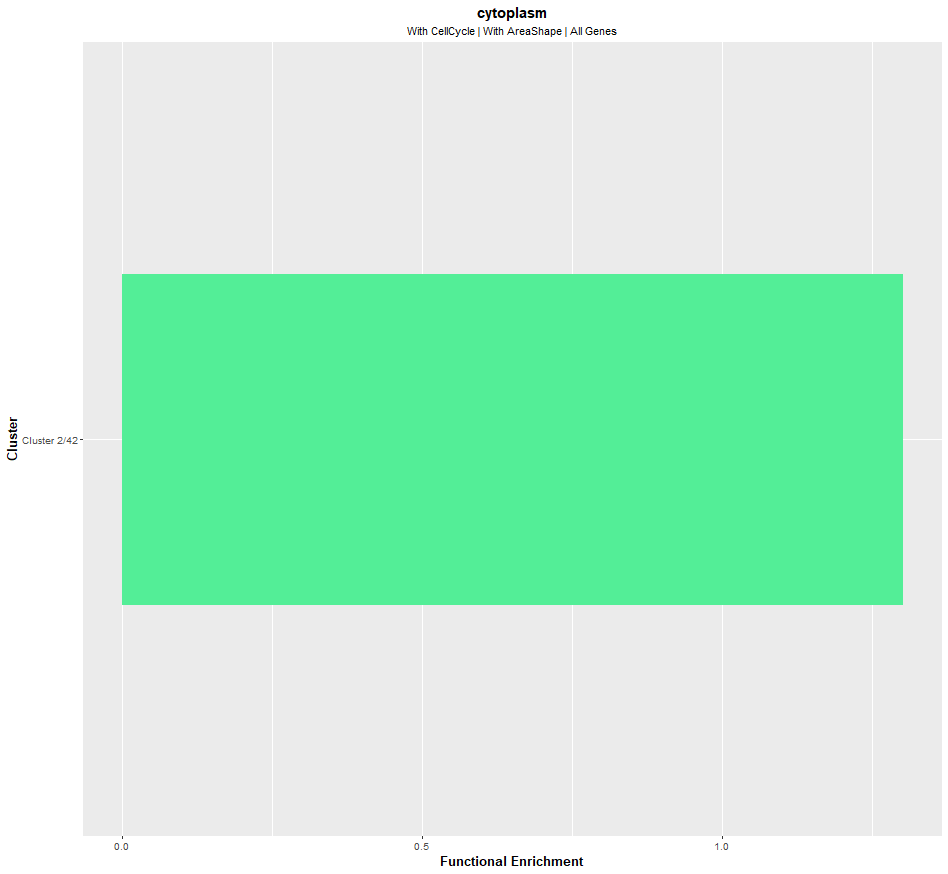 cytoplasm
With CellCycle | With AreaShape | All Genes
Cluster
Cluster 2/42
0.0 0.5 1.0
Functional Enrichment